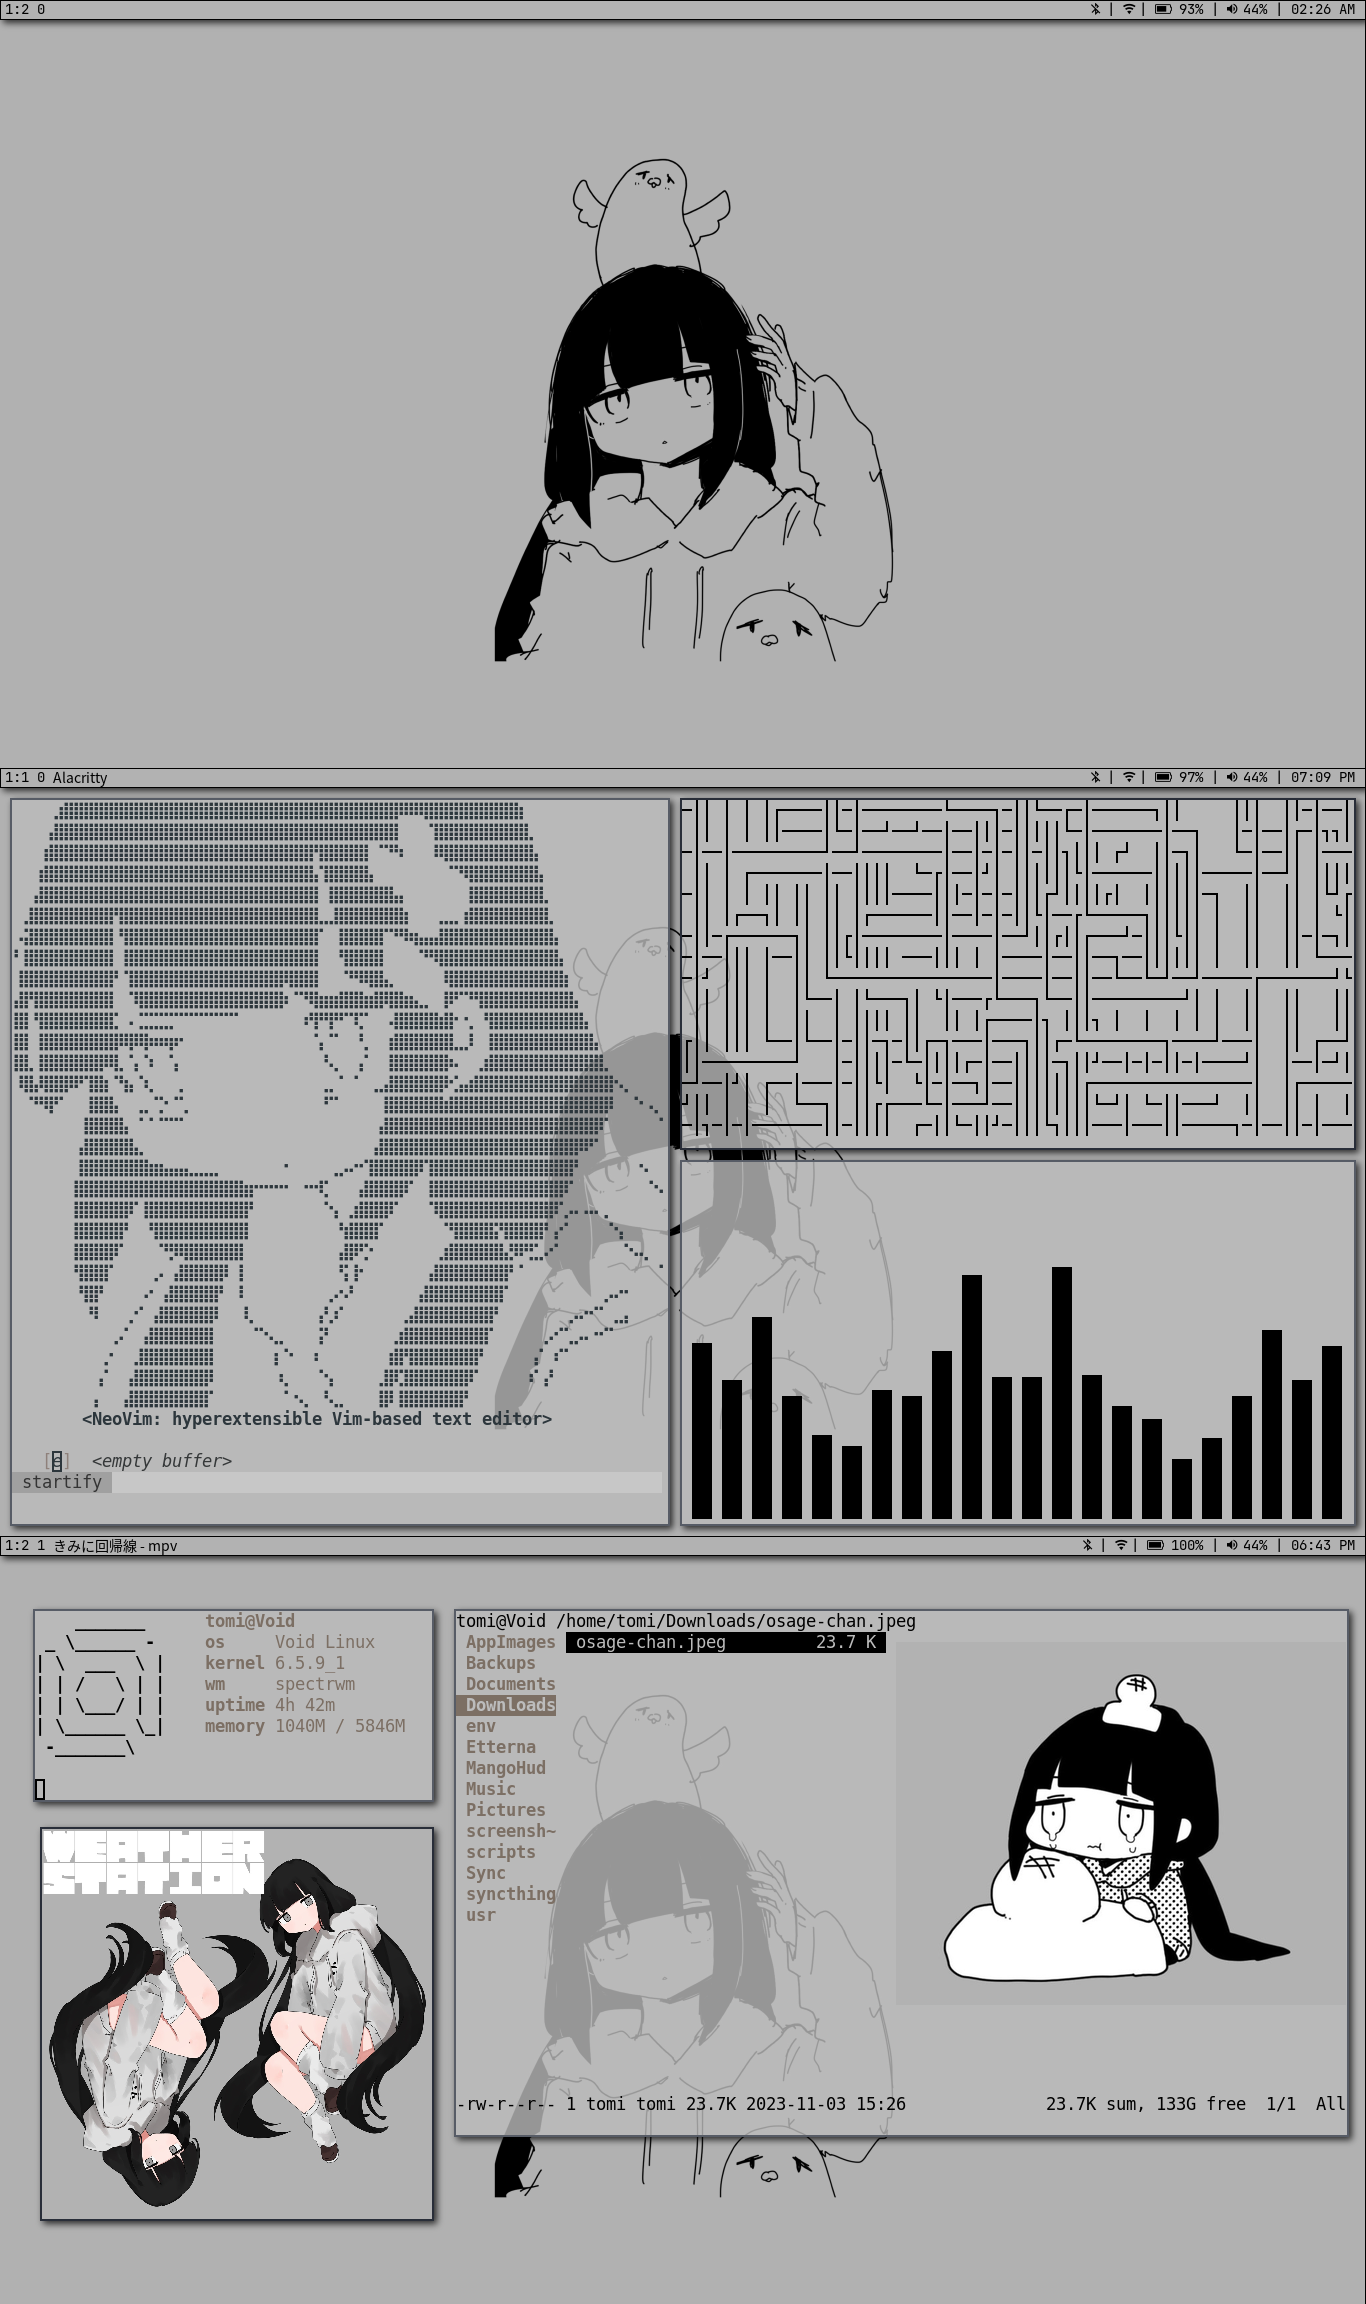 1:2 0
| | 93% | 44% | 02:26 AM
1:1 0 Alacritty
| | 97% | 44% | 07:09 PM
<NeoVim: hyperextensible Vim-based text editor>
[e] <empty buffer>
startify
1:2 1 きみに回帰線 - mpv
| | 100% | 44% | 06:43 PM
tomi@Void
os Void Linux
kernel 6.5.9_1
wm spectrwm
uptime 4h 42m
memory 1040M / 5846M
WEATHER
STATION
tomi@Void /home/tomi/Downloads/osage-chan.jpeg
AppImages osage-chan.jpeg 23.7 K
Backups
Documents
Downloads
env
Etterna
MangoHud
Music
Pictures
screensh~
scripts
Sync
syncthing
usr
-rw-r--r-- 1 tomi tomi 23.7K 2023-11-03 15:26 23.7K sum, 133G free 1/1 All